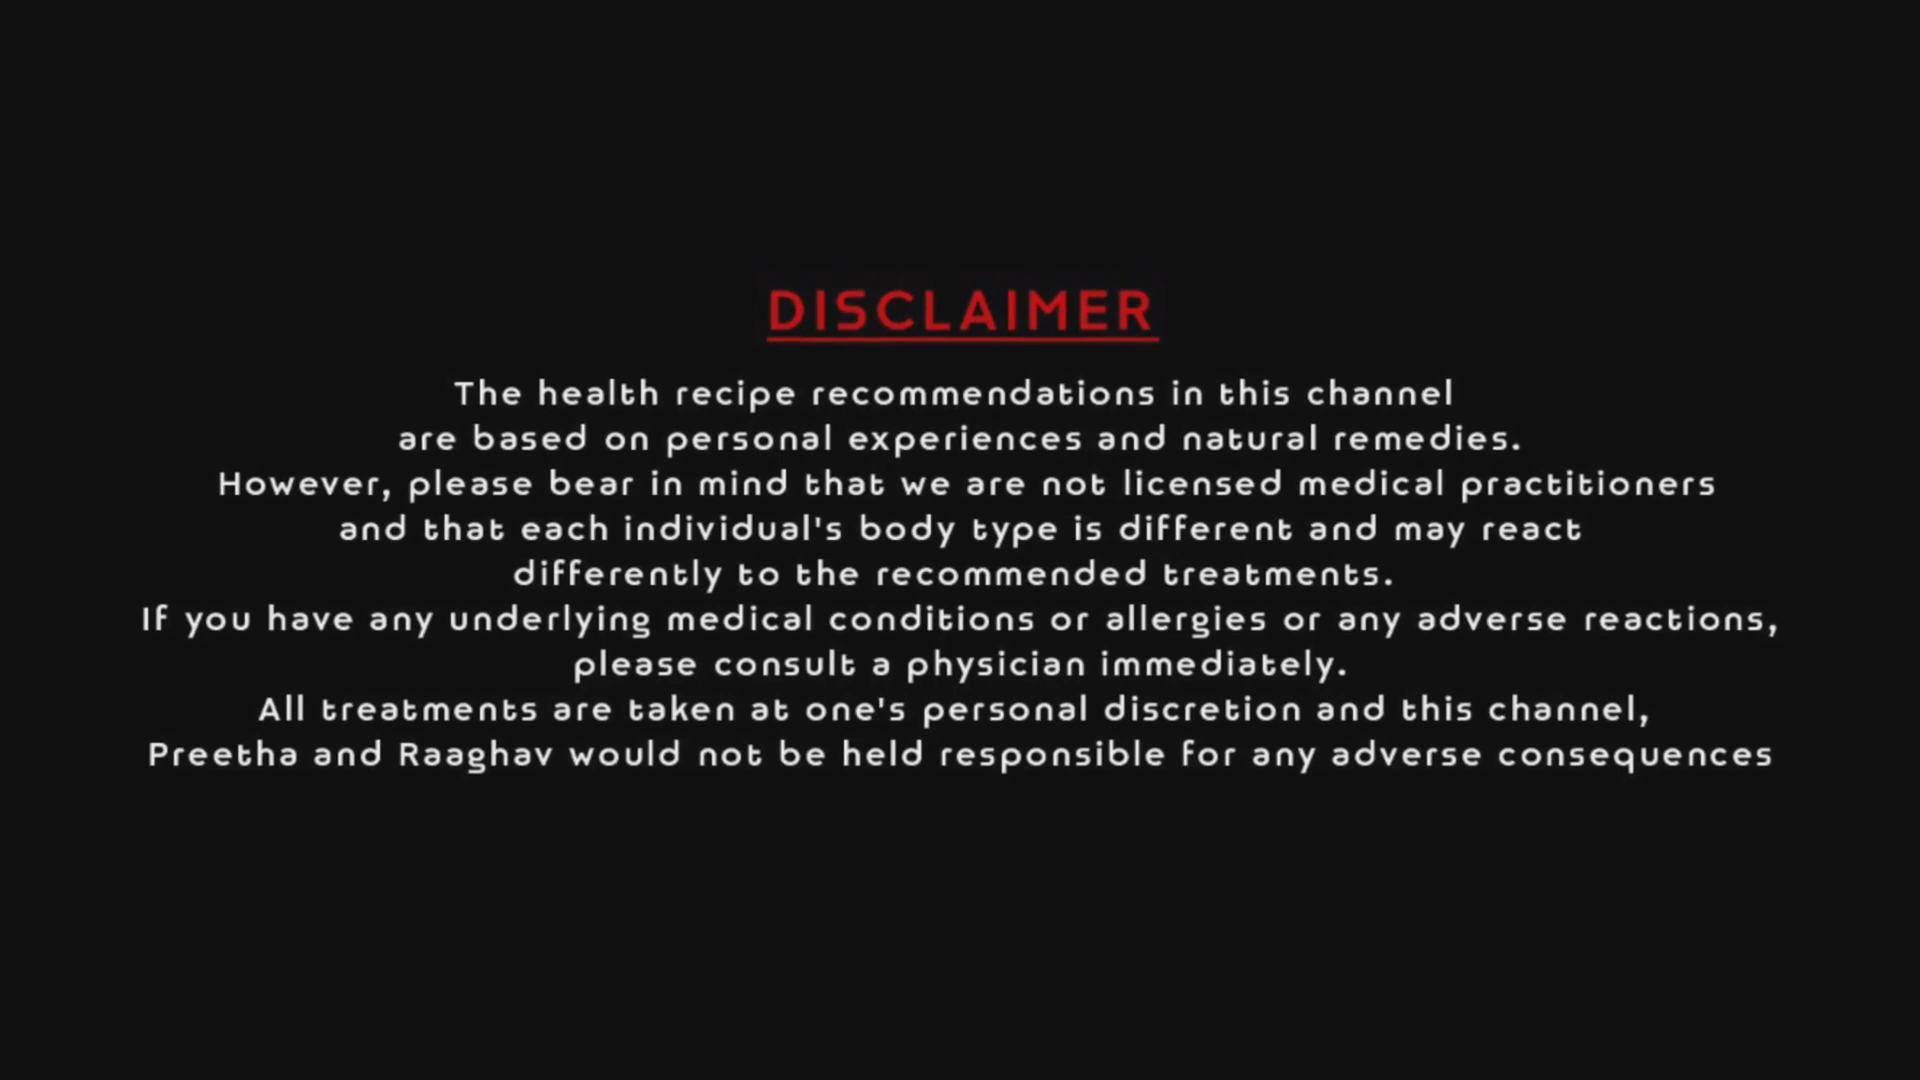 DISCLAIMER
The health recipe recommendations in this channel
are based on personal experiences and natural remedies.
However, please bear in mind that we are not licensed medical practitioners
and that each individual's body type is different and may react
differently to the recommended treatments.
If you have any underlying medical conditions or allergies or any adverse reactions,
please consult a physician immediately.
All treatments are taken at one's personal discretion and this channel,
Preetha and Raaghav would not be held responsible for any adverse consequences